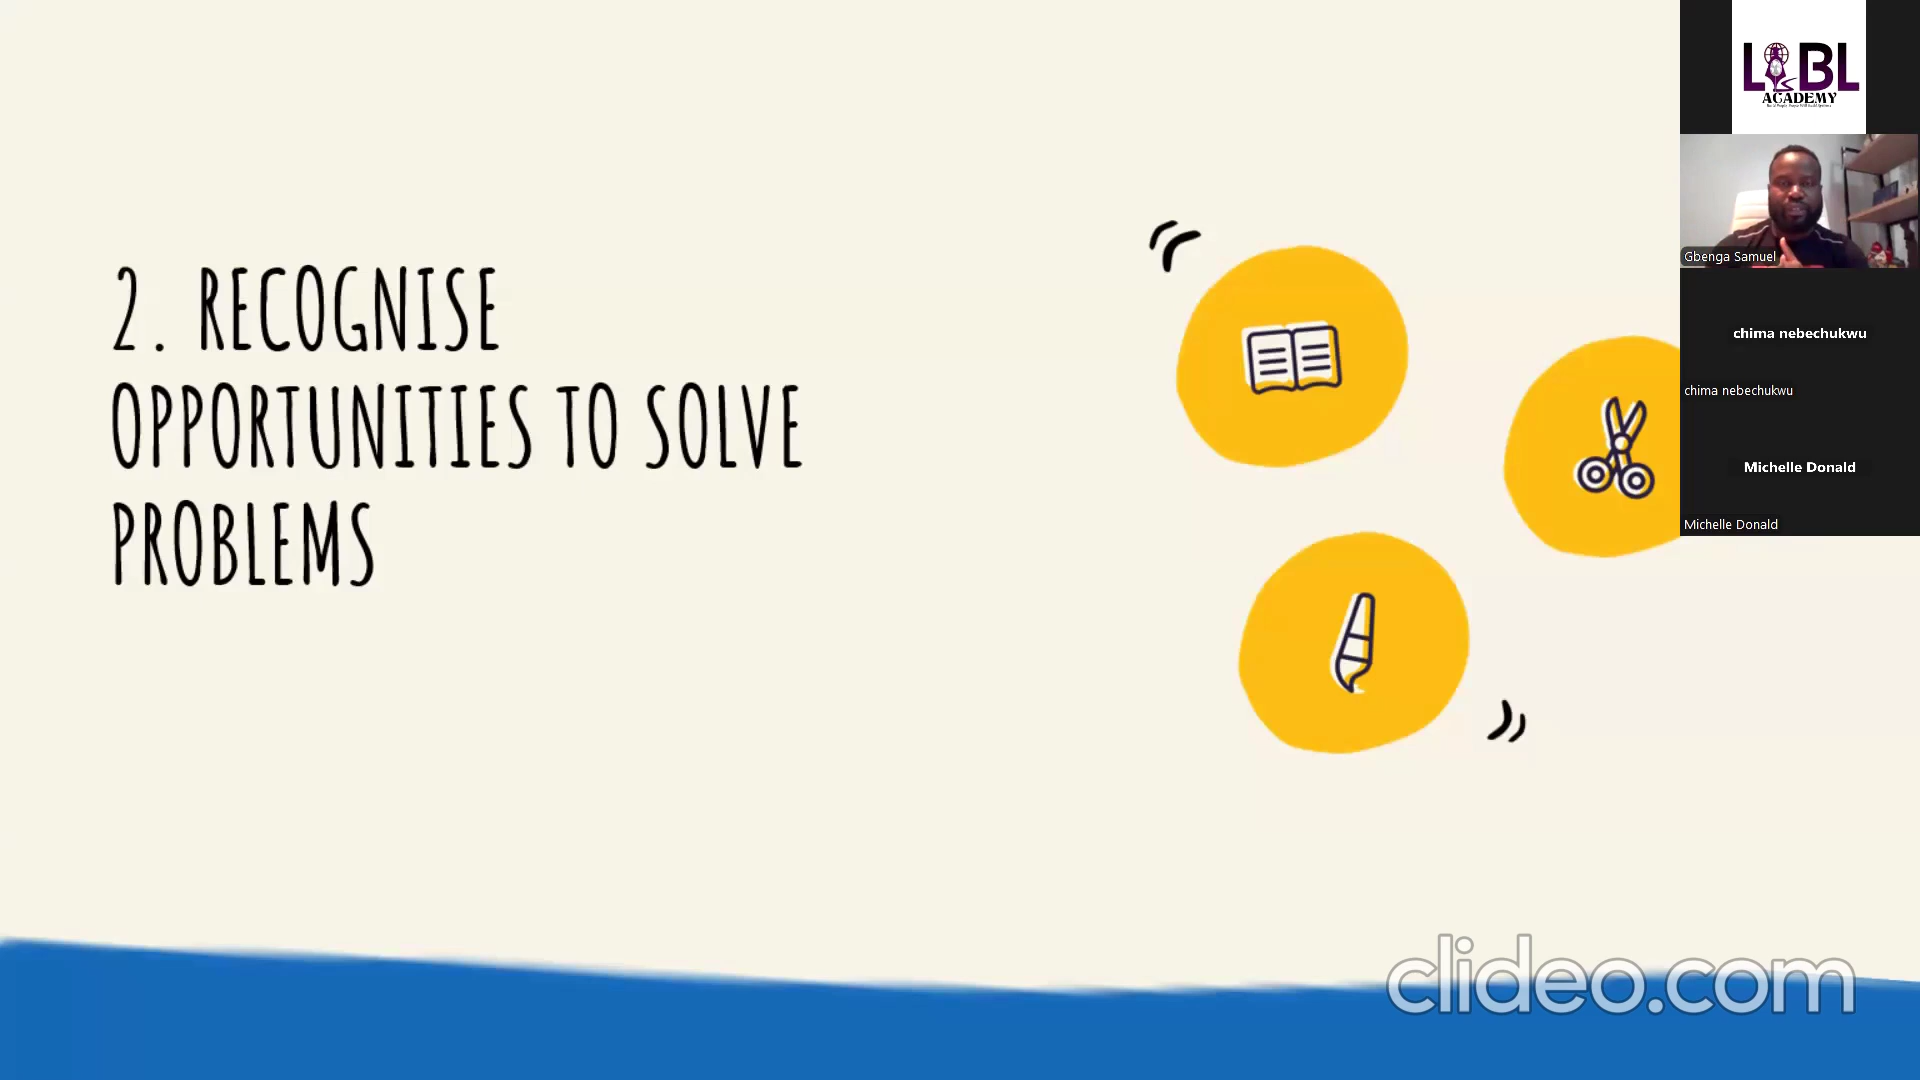 2. RECOGNISE
OPPORTUNITIES TO SOLVE
PROBLEMS
L BL
ACADEMY
Gbenga Samuel
chima nebechukwu
chima nebechukwu
Michelle Donald
Michelle Donald
clideo.com